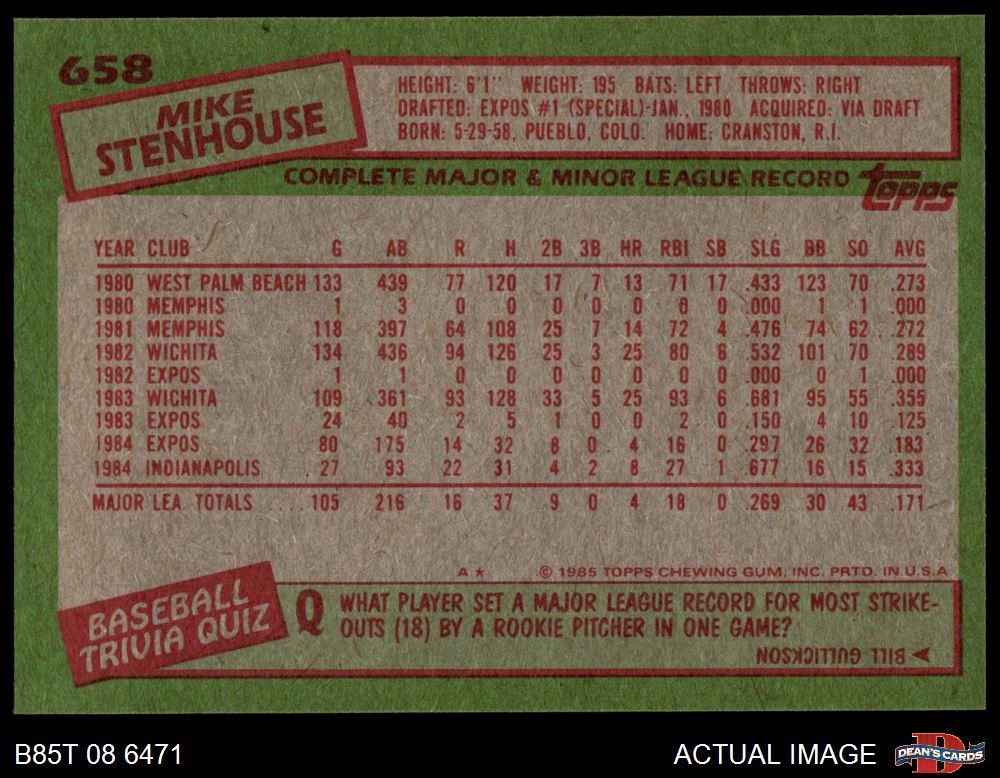 658
MIKE
STENHOUSE
HEIGHT: 6'1" WEIGHT: 195 BATS: LEFT THROWS: RIGHT
DRAFTED: EXPOS #1 (SPECIAL)-JAN., 1980 ACQUIRED: VIA DRAFT
BORN: 5-29-58, PUEBLO, COLO. HOME: CRANSTON, R.I.
COMPLETE MAJOR & MINOR LEAGUE RECORD topps
YEAR CLUB G AB R H 2B 3B HR RBI SB SLG BB SO AVG
1980 WEST PALM BEACH 133 439 77 120 17 7 13 71 17 .433 123 70 .273
1980 MEMPHIS 1 3 0 0 0 0 0 0 0 .000 1 1 .000
1981 MEMPHIS 118 397 64 108 25 7 14 72 4 .476 74 62 .272
1982 WICHITA 134 436 94 126 25 3 25 80 6 .532 101 70 .289
1982 EXPOS 1 1 0 0 0 0 0 0 0 .000 0 1 .000
1983 WICHITA 109 361 93 128 33 5 25 93 6 .681 95 55 .355
1983 EXPOS 24 40 2 5 1 0 0 2 0 .150 4 10 .125
1984 EXPOS 80 175 14 32 8 0 4 16 0 .297 26 32 .183
1984 INDIANAPOLIS 27 93 22 31 4 2 8 27 1 .677 16 15 .333
MAJOR LEA. TOTALS .... 105 216 16 37 9 0 4 18 0 .269 30 43 .171
A* © 1985 TOPPS CHEWING GUM, INC. PRTD. IN U.S.A
BASEBALL
TRIVIA QUIZ
Q WHAT PLAYER SET A MAJOR LEAGUE RECORD FOR MOST STRIKE-
OUTS (18) BY A ROOKIE PITCHER IN ONE GAME?
BILL GULLICKSON
B85T 08 6471
ACTUAL IMAGE
D
DEAN'S CARDS